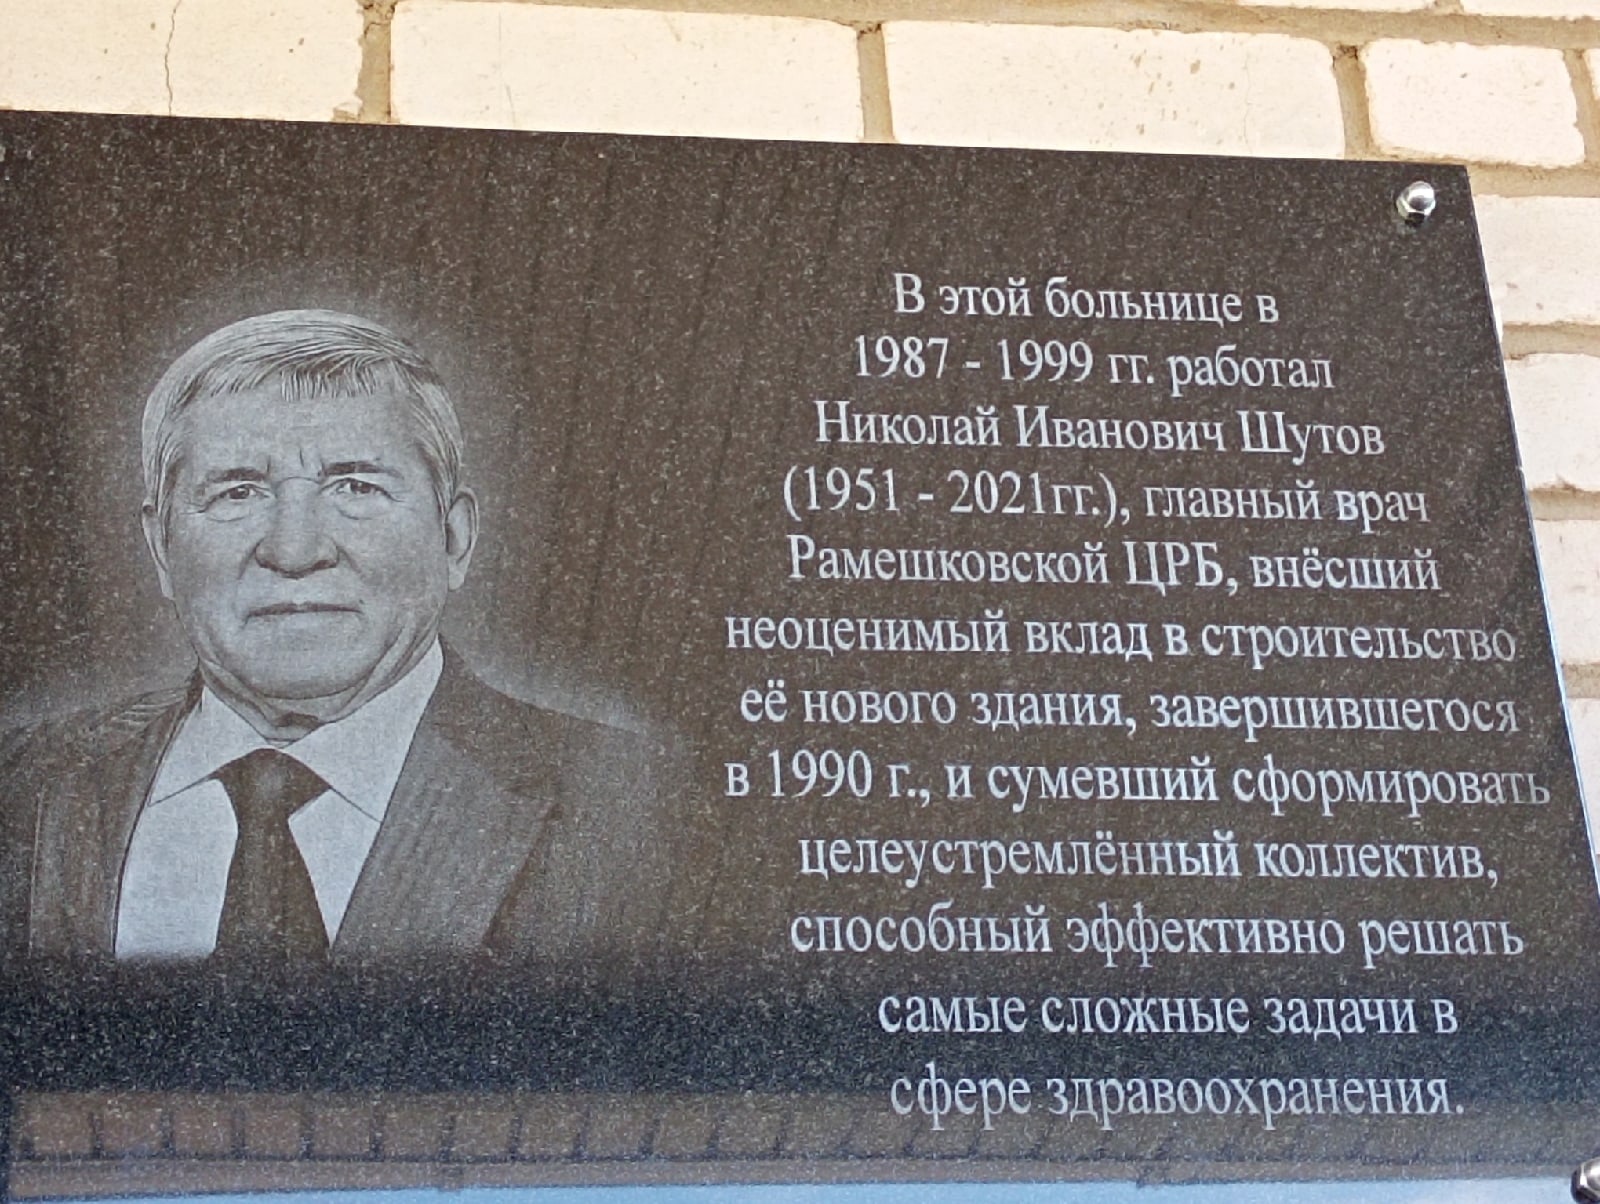 В этой больнице в
1987 - 1999 гг. работал
Николай Иванович Шутов
(1951 - 2021гг.), главный врач
Рамешковской ЦРБ, внёсший
неоценимый вклад в строительство
её нового здания, завершившегося
в 1990 г., и сумевший сформировать
целеустремлённый коллектив,
способный эффективно решать
самые сложные задачи в
сфере здравоохранения.